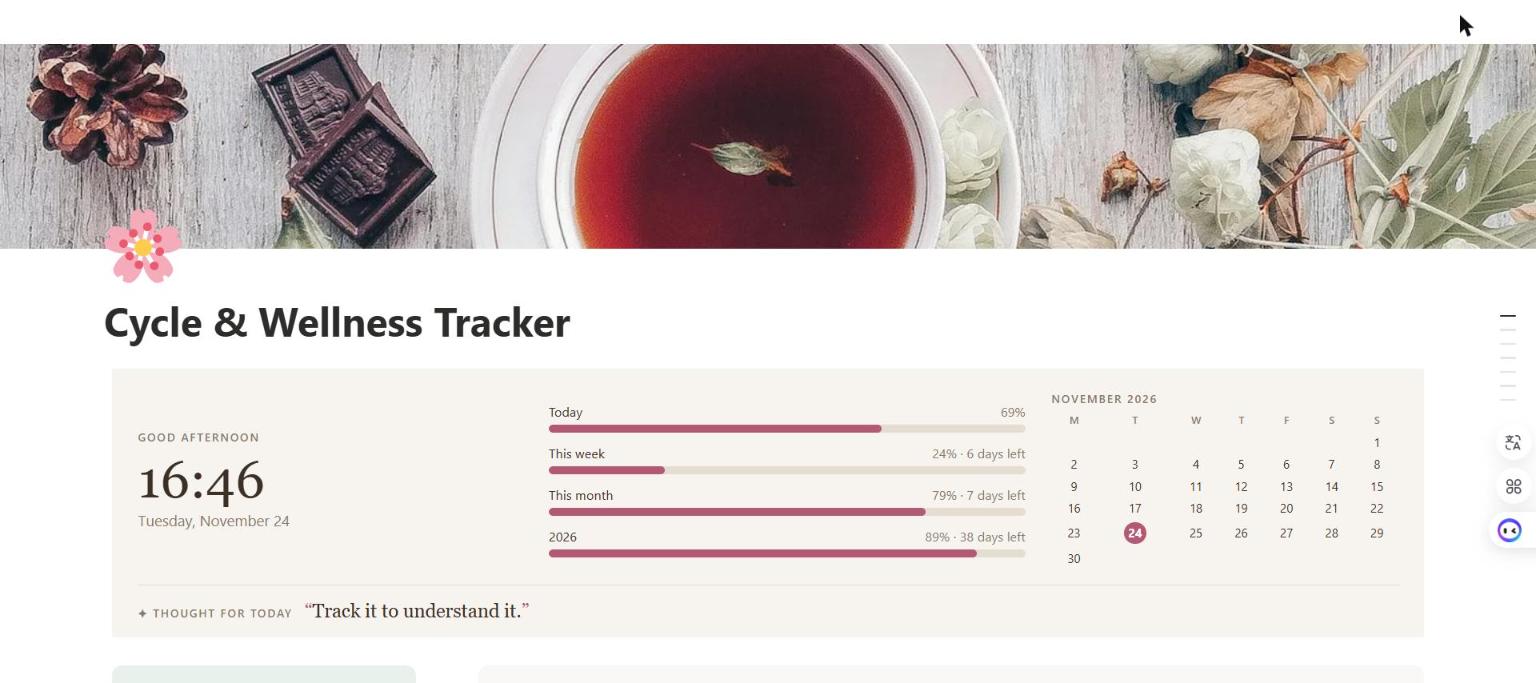 Cycle & Wellness Tracker
GOOD AFTERNOON
16:46
Tuesday, November 24
Today 69%
This week 24% · 6 days left
This month 79% · 7 days left
2026 89% · 38 days left
NOVEMBER 2026
M T W T F S S
1
2 3 4 5 6 7 8
9 10 11 12 13 14 15
16 17 18 19 20 21 22
23 24 25 26 27 28 29
30
✦ THOUGHT FOR TODAY “Track it to understand it.”